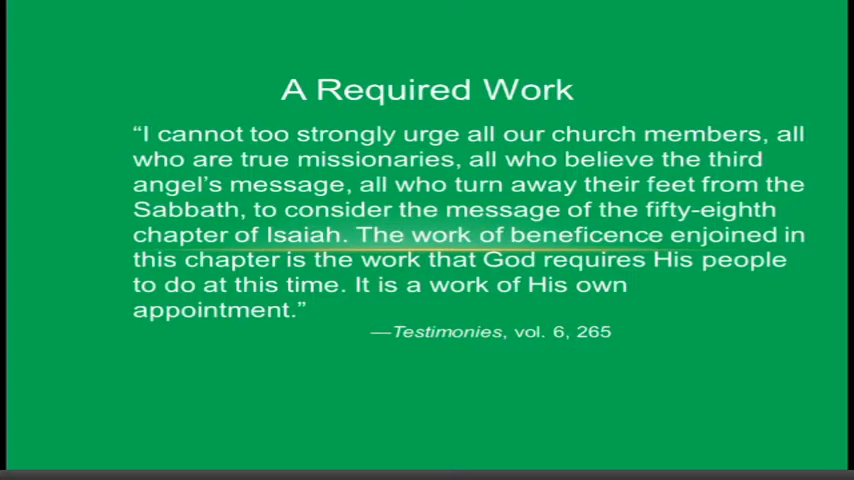 A Required Work
“I cannot too strongly urge all our church members, all
who are true missionaries, all who believe the third
angel’s message, all who turn away their feet from the
Sabbath, to consider the message of the fifty-eighth
chapter of Isaiah. The work of beneficence enjoined in
this chapter is the work that God requires His people
to do at this time. It is a work of His own
appointment.”
—Testimonies, vol. 6, 265